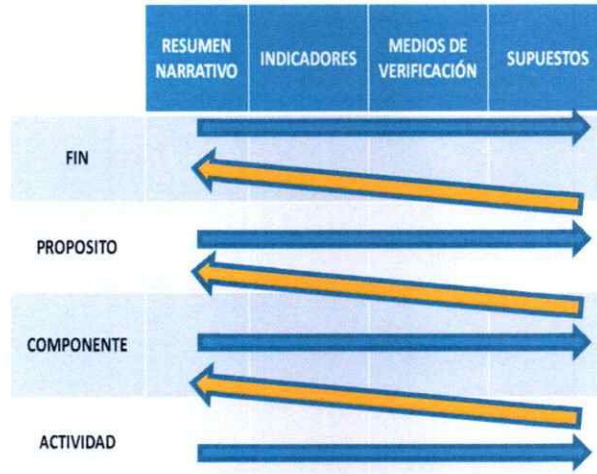 RESUMEN
NARRATIVO
INDICADORES
MEDIOS DE
VERIFICACIÓN
SUPUESTOS
FIN
PROPOSITO
COMPONENTE
ACTIVIDAD